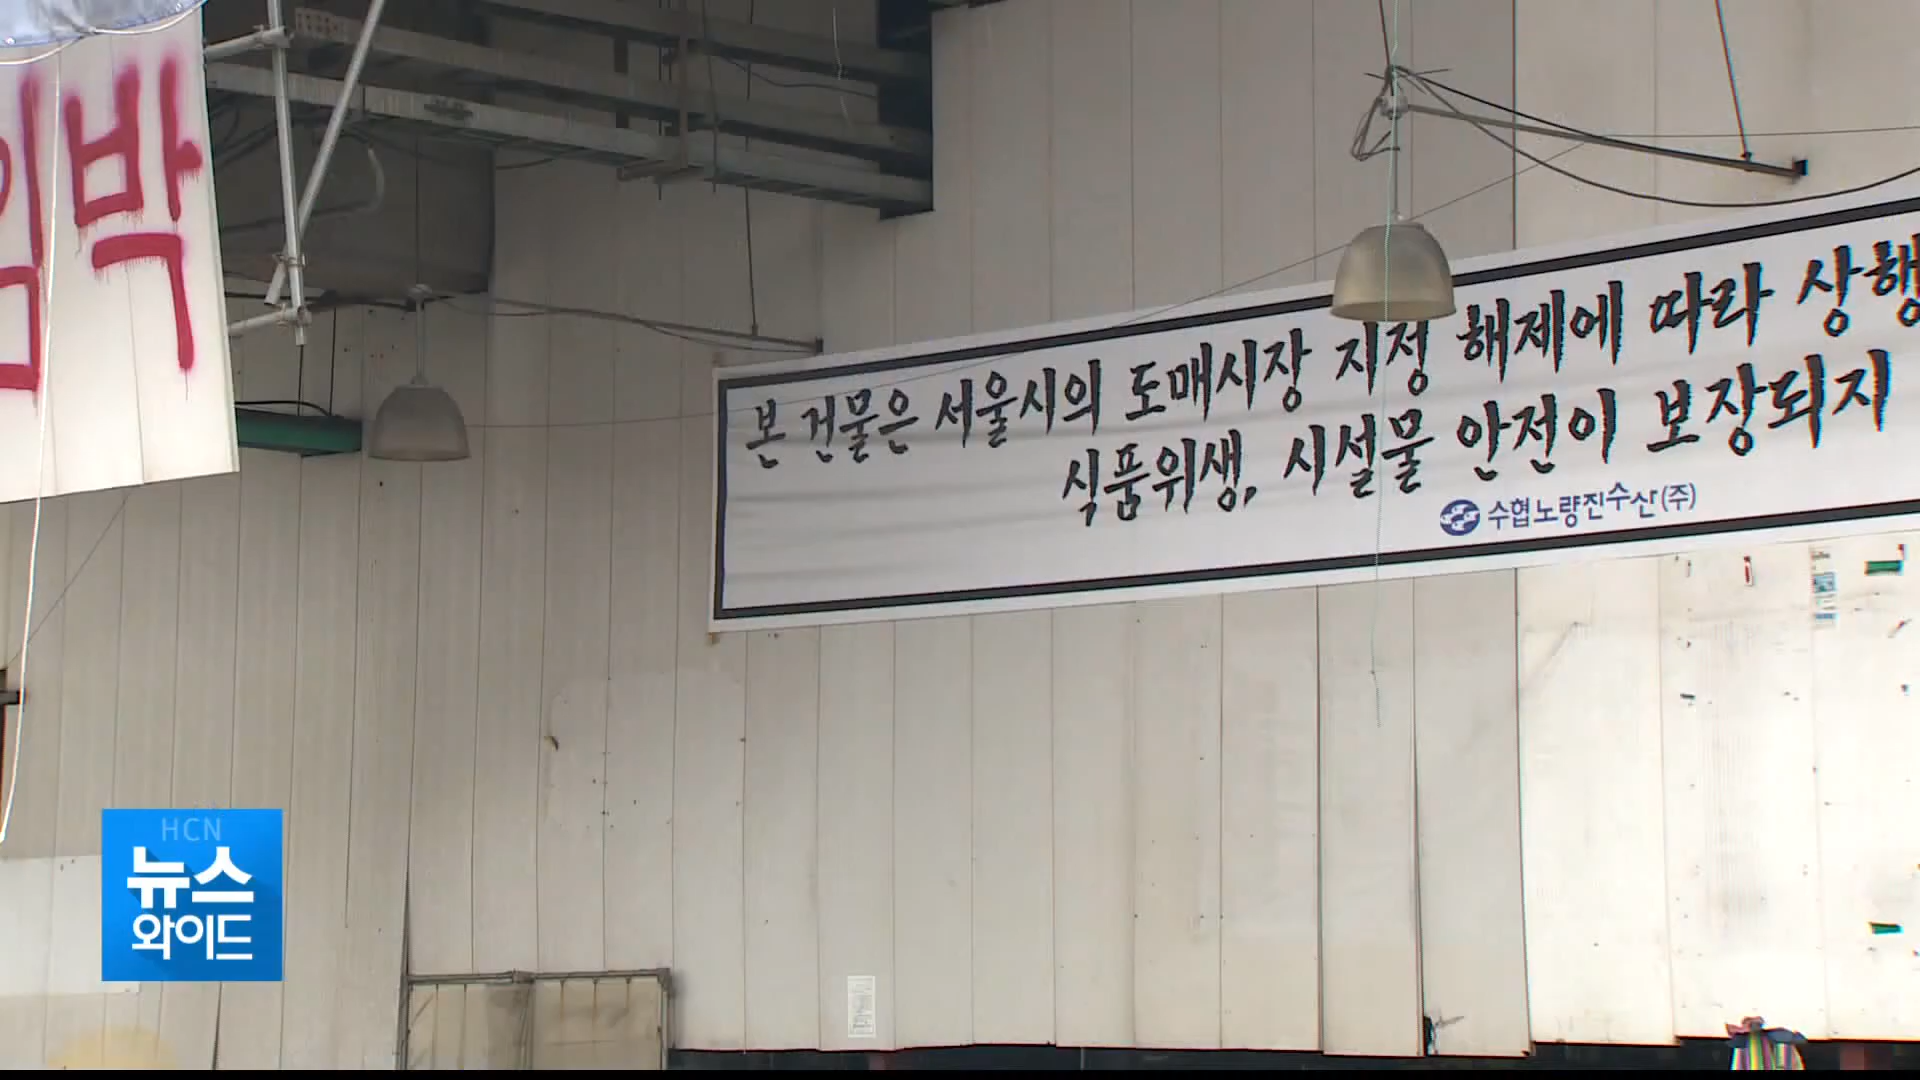 박
본 건물은 서울시의 도매시장 지정 해제에 따라 상행
식품위생, 시설물 안전이 보장되지
수협노량진수산(주)
HCN
뉴스
와이드